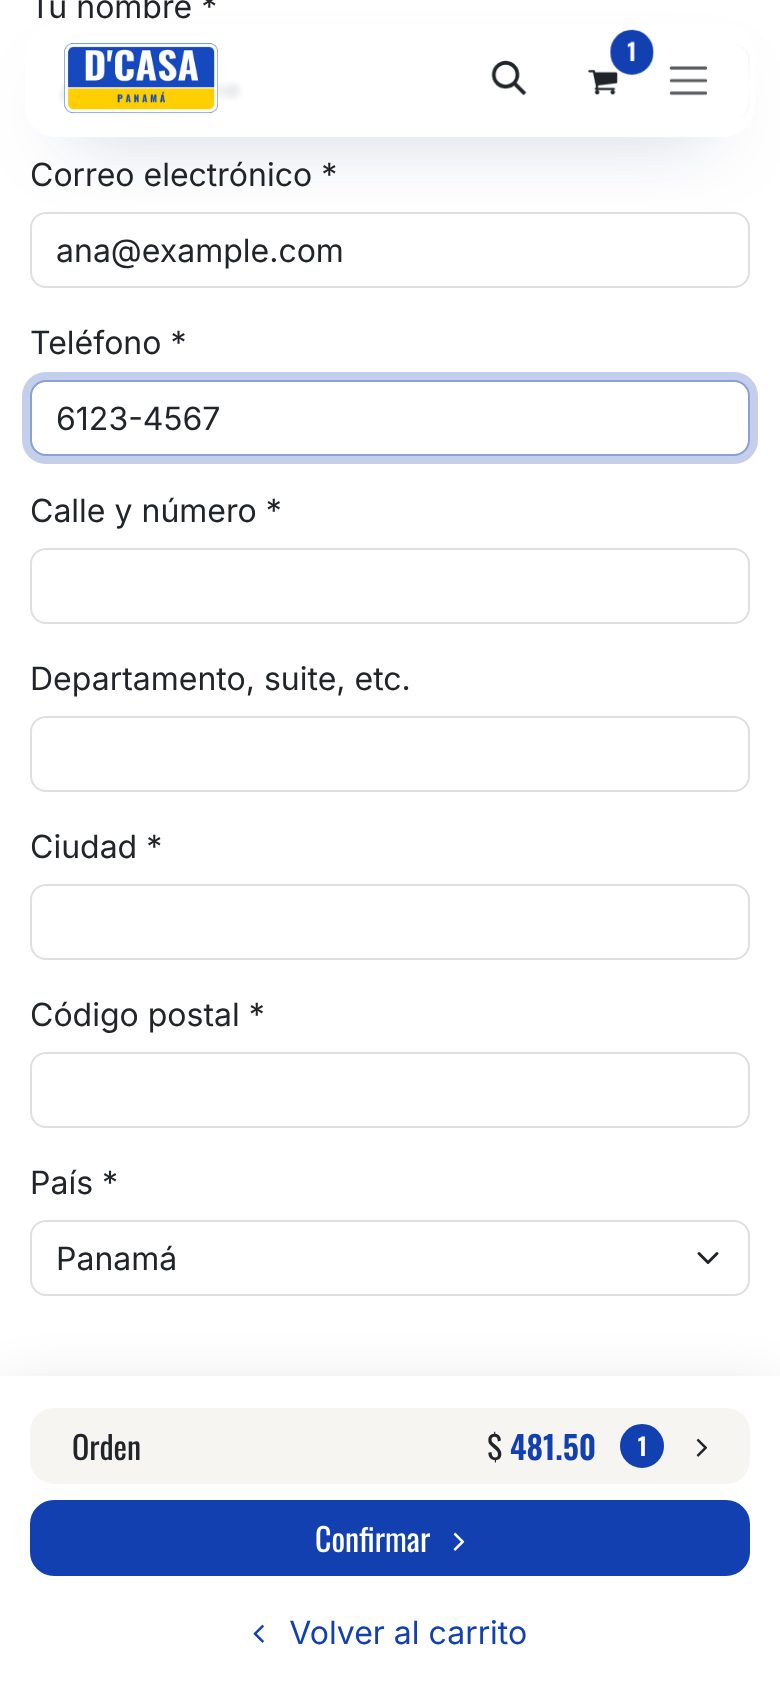 Tu nombre *
D'CASA
PANAMÁ
1
Correo electrónico *
ana@example.com
Teléfono *
6123-4567
Calle y número *
Departamento, suite, etc.
Ciudad *
Código postal *
País *
Panamá
Orden $ 481.50 1
Confirmar
Volver al carrito